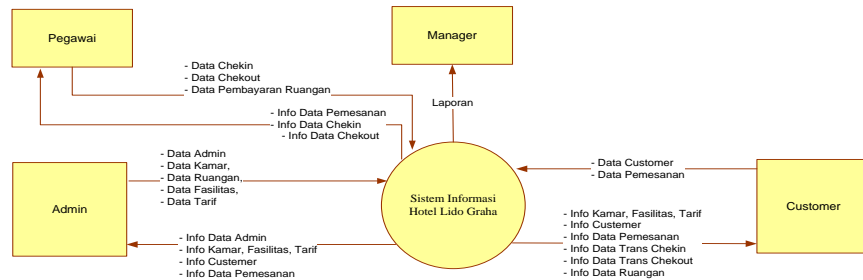 Pegawai
Manager
- Data Chekin
- Data Chekout
- Data Pembayaran Ruangan
Laporan
- Info Data Pemesanan
- Info Data Chekin
- Info Data Chekout
- Data Admin
- Data Kamar,
- Data Ruangan,
- Data Fasilitas,
- Data Tarif
Admin
Sistem Informasi
Hotel Lido Graha
- Data Customer
- Data Pemesanan
Customer
- Info Data Admin
- Info Kamar, Fasilitas, Tarif
- Info Custemer
- Info Data Pemesanan
- Info Kamar, Fasilitas, Tarif
- Info Custemer
- Info Data Pemesanan
- Info Data Trans Chekin
- Info Data Trans Chekout
- Info Data Ruangan